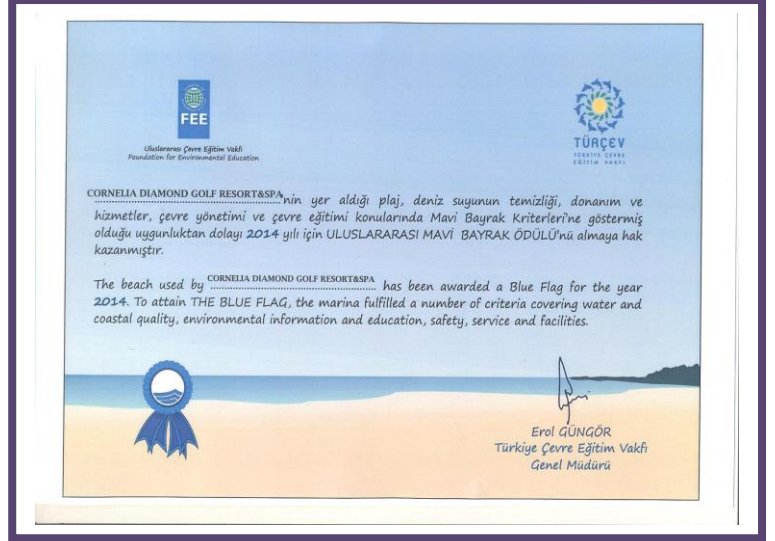 FEE
Uluslararası Çevre Eğitim Vakfı
Foundation for Environmental Education
TÜRÇEV
TÜRKİYE ÇEVRE
EĞİTİM VAKFI
CORNELIA DIAMOND GOLF RESORT&SPA'nin yer aldığı plaj, deniz suyunun temizliği, donanım ve
hizmetler, çevre yönetimi ve çevre eğitimi konularında Mavi Bayrak Kriterleri'ne göstermiş
olduğu uygunluktan dolayı 2014 yılı için ULUSLARARASI MAVİ BAYRAK ÖDÜLÜ'nü almaya hak
kazanmıştır.
The beach used by CORNELIA DIAMOND GOLF RESORT&SPA has been awarded a Blue Flag for the year
2014. To attain THE BLUE FLAG, the marina fulfilled a number of criteria covering water and
coastal quality, environmental information and education, safety, service and facilities.
Erol GÜNGÖR
Türkiye Çevre Eğitim Vakfı
Genel Müdürü